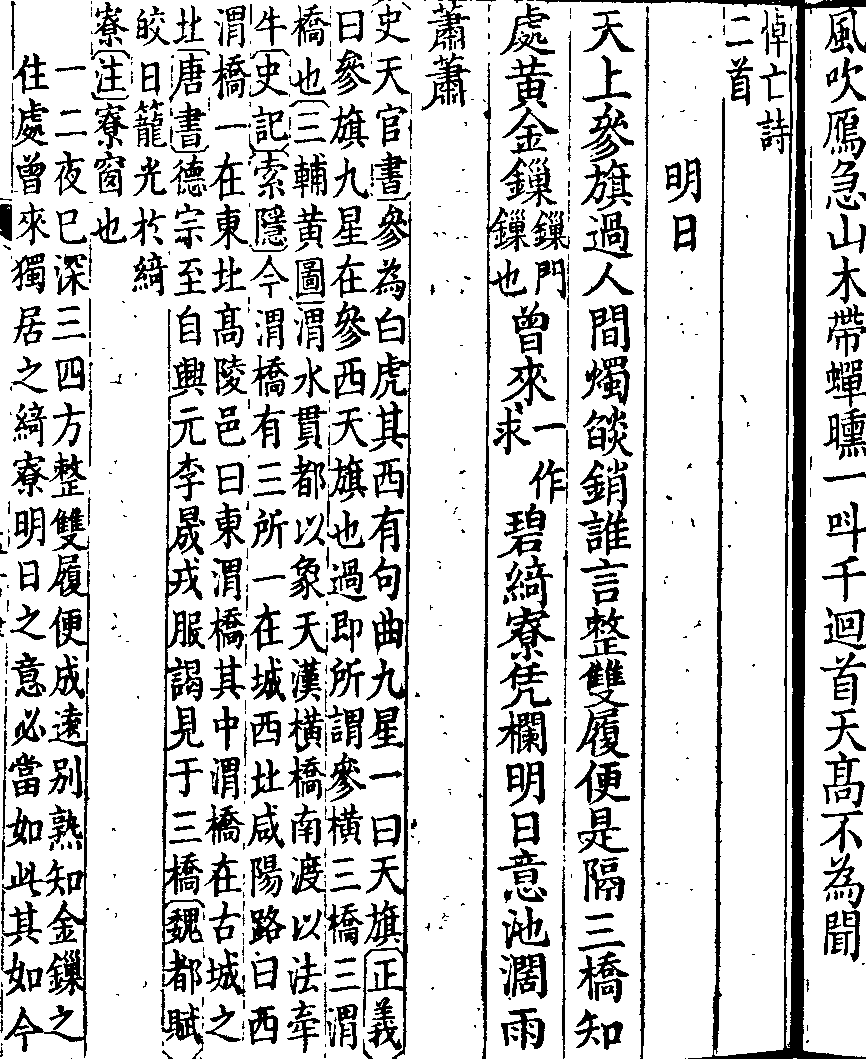 風吹鴈急山木帶蟬曛一呌千迴首天髙不為聞
悼亡詩
二首
明日
天上參旗過人間燭燄銷誰言整雙履便是隔三橋知
處黃金鏁鏁門鏁也曾來一作求碧綺寮凭欄明日意池濶雨
蕭蕭
史天官書參為白虎其西有句曲九星一曰天旗正義
曰參旗九星在參西天旗也過即所謂參橫三橋三渭
橋也三輔黃圖渭水貫都以象天漢橫橋南渡以法牽
牛史記索隱今渭橋有三所一在城西北咸陽路曰西
渭橋一在東北髙陵邑曰東渭橋其中渭橋在古城之
北唐書德宗至自興元李晟戎服謁見于三橋魏都賦
皎日籠光於綺
寮注寮窗也
一二夜已深三四方整雙履便成逺別熟知金鏁之
住處曾來獨居之綺寮明日之意必當如此其如今